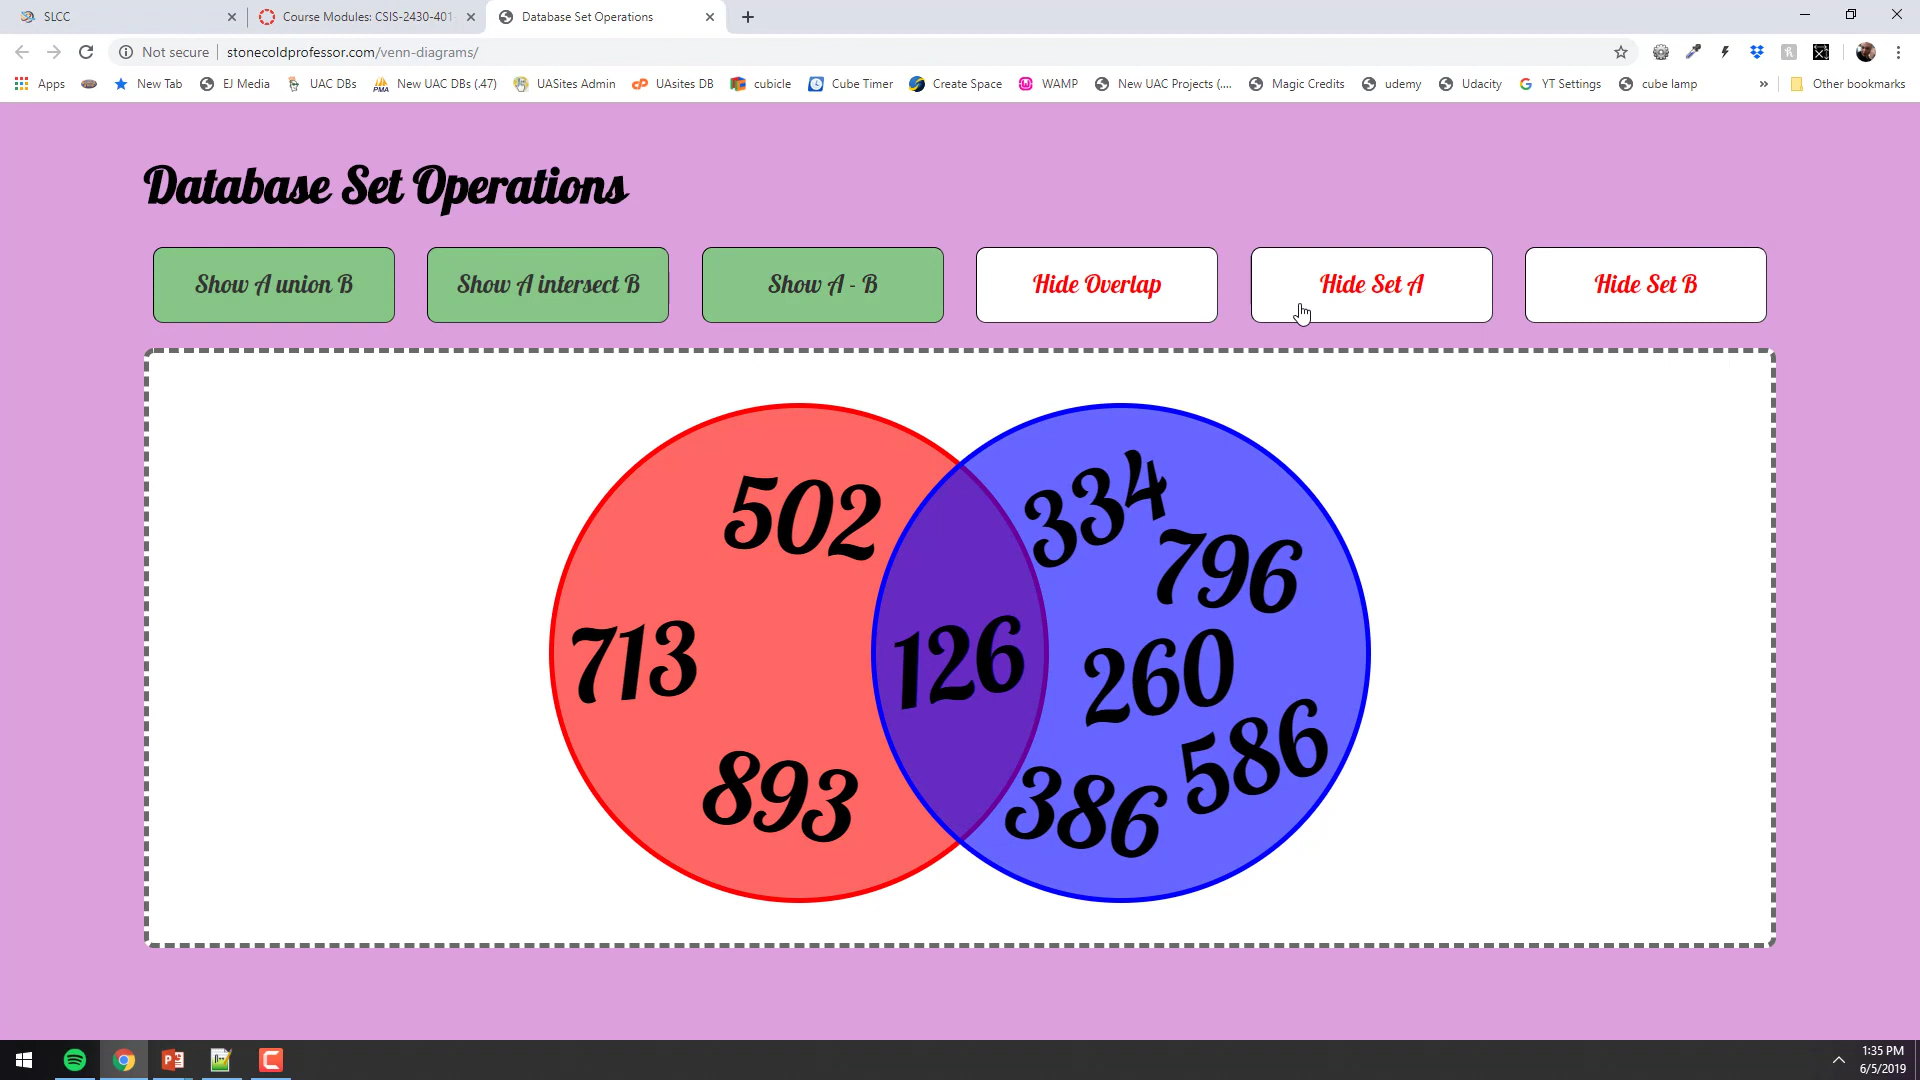 SLCC
Course Modules: CSIS-2430-401
Database Set Operations
Not secure stonecoldprofessor.com/venn-diagrams/
Apps New Tab EJ Media UAC DBs New UAC DBs (.47) UASites Admin UAsites DB cubicle Cube Timer Create Space WAMP New UAC Projects (.... Magic Credits udemy Udacity YT Settings cube lamp » Other bookmarks
Database Set Operations
Show A union B
Show A intersect B
Show A - B
Hide Overlap
Hide Set A
Hide Set B
502
713
893
126
334
796
260
586
386
1:35 PM
6/5/2019